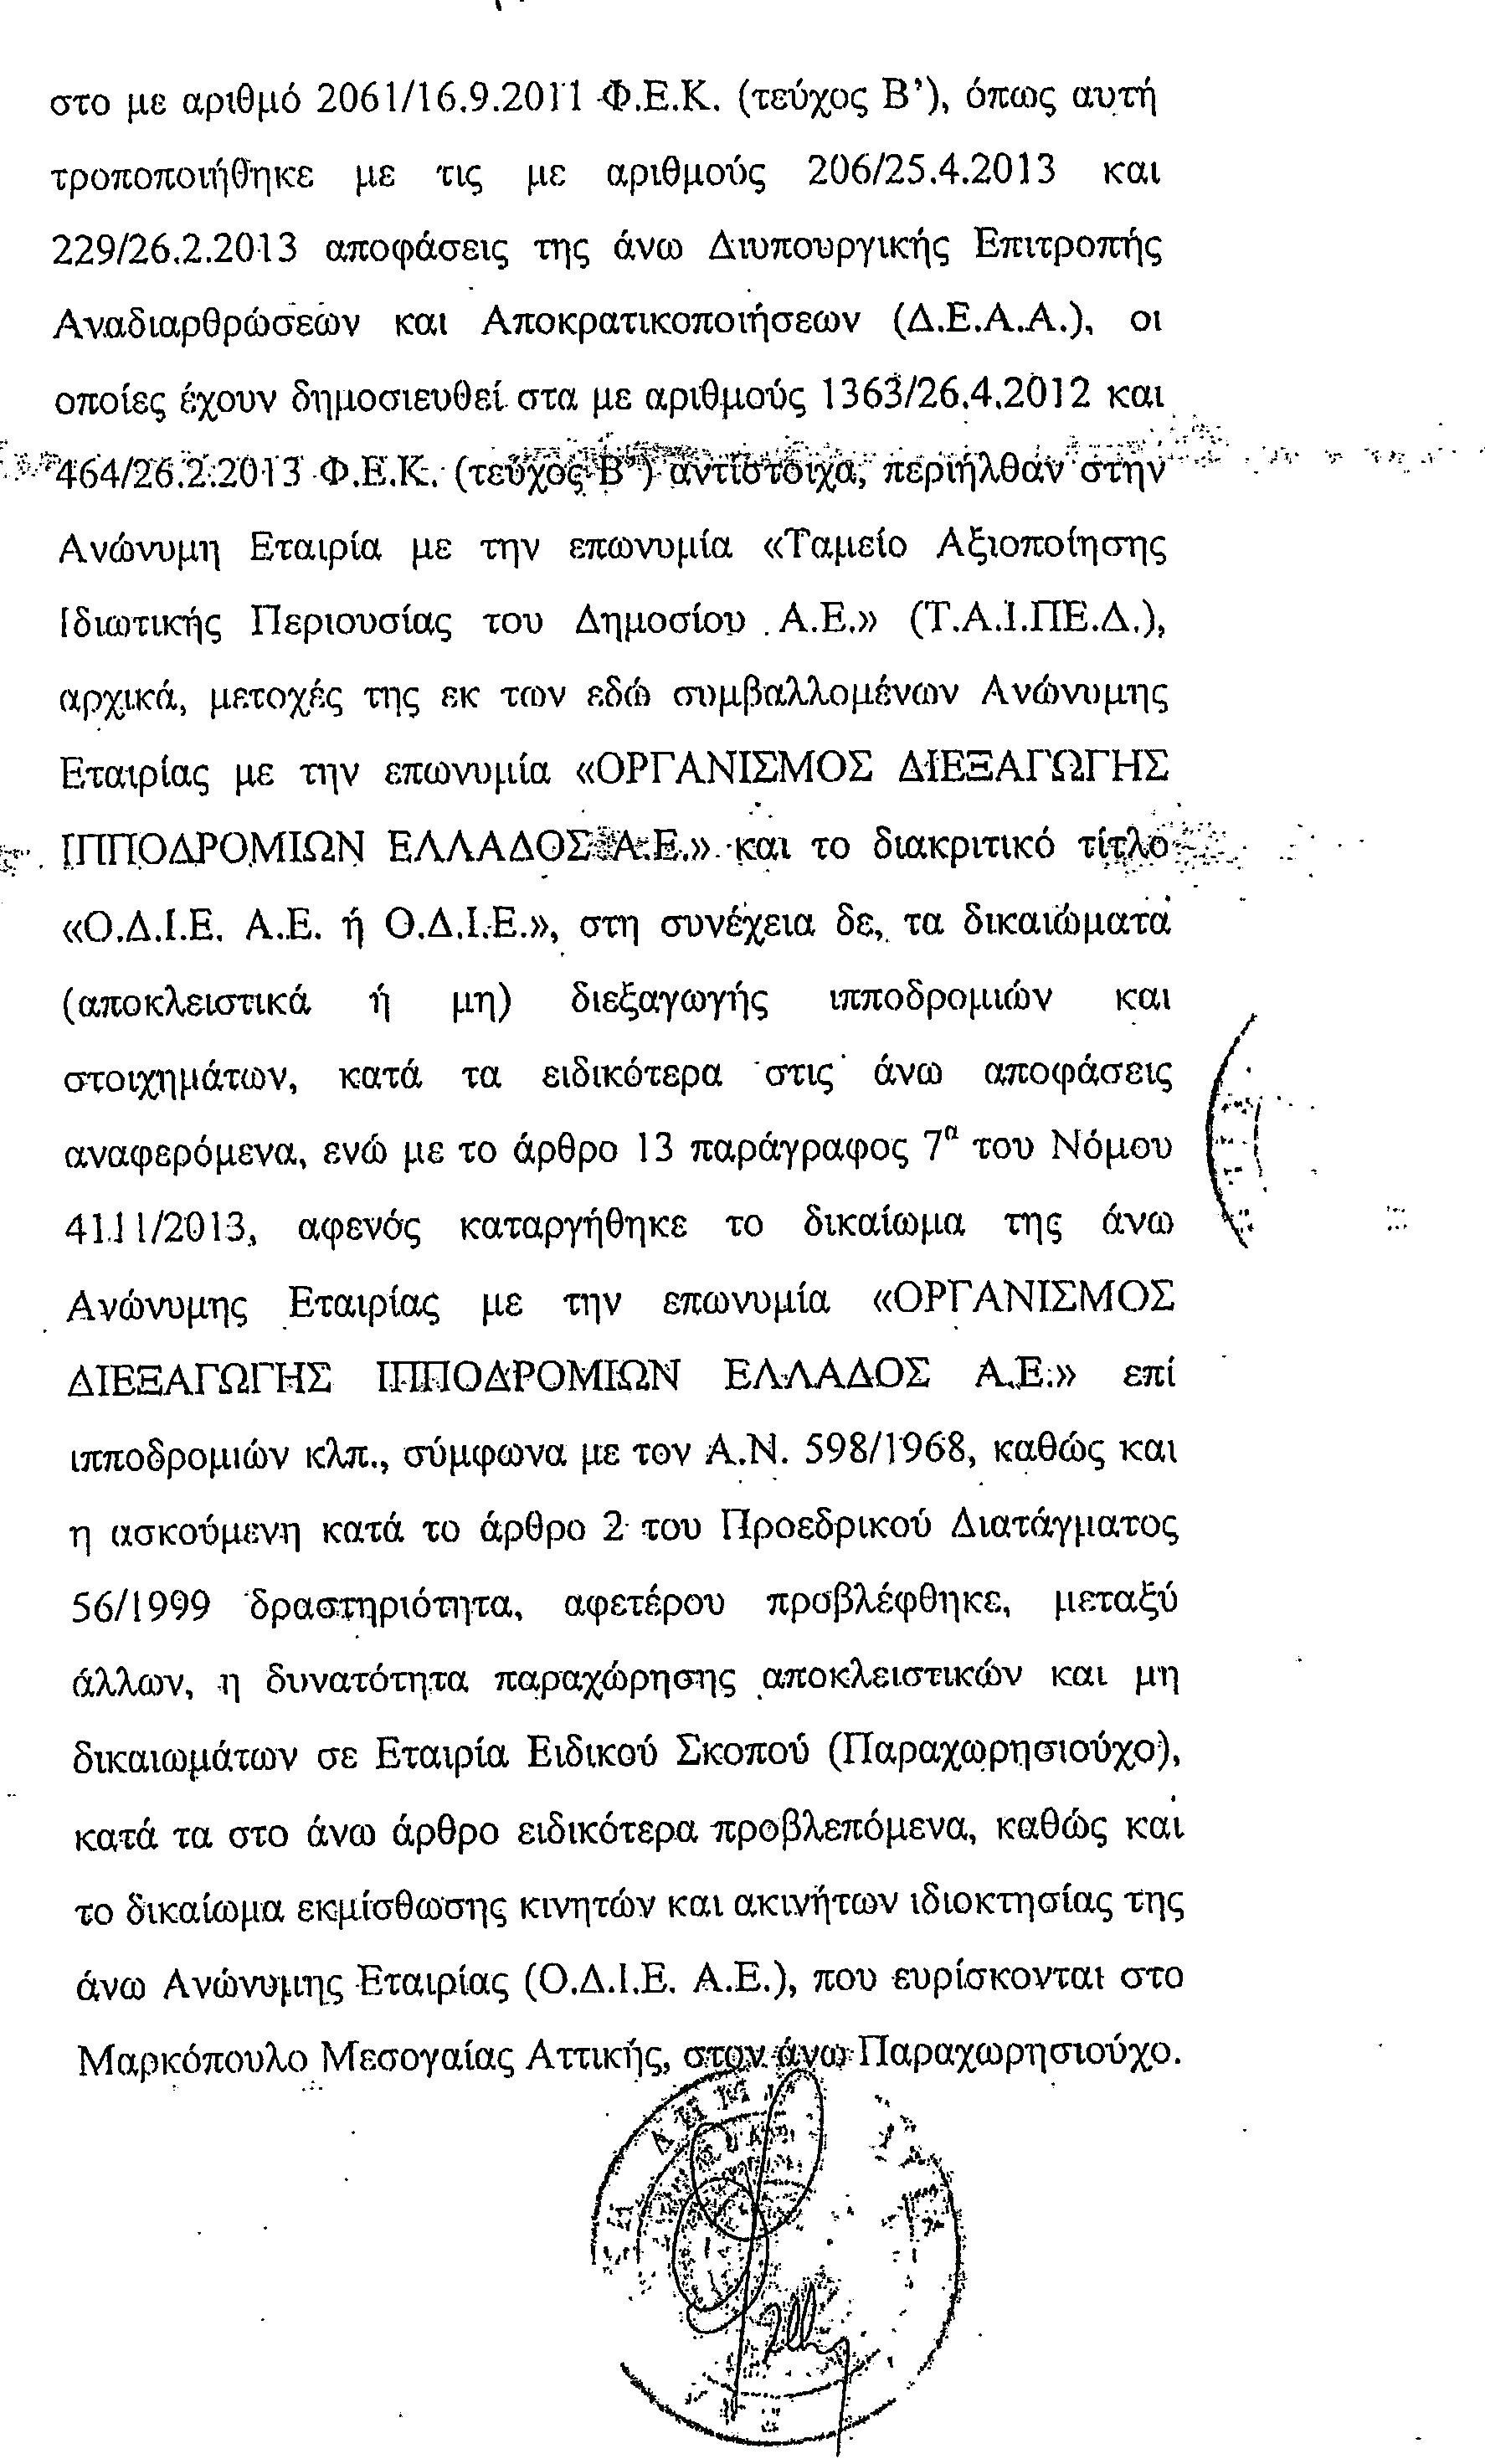 στο με αριθμό 2061/16.9.2011 Φ.Ε.Κ. (τεύχος Β’), όπως αυτή
τροποποιήθηκε με τις με αριθμούς 206/25.4.2013 και
229/26.2.2013 αποφάσεις της άνω Διυπουργικής Επιτροπής
Αναδιαρθρώσεων και Αποκρατικοποιήσεων (Δ.Ε.Α.Α.), οι
οποίες έχουν δημοσιευθεί στα με αριθμούς 1363/26.4.2012 και
464/26.2.2013 Φ.Ε.Κ. (τεύχος Β’) αντίστοιχα, περιήλθαν στην
Ανώνυμη Εταιρία με την επωνυμία «Ταμείο Αξιοποίησης
Ιδιωτικής Περιουσίας του Δημοσίου Α.Ε.» (Τ.Α.Ι.ΠΕ.Δ.),
αρχικά, μετοχές της εκ των εδώ συμβαλλομένων Ανώνυμης
Εταιρίας με την επωνυμία «ΟΡΓΑΝΙΣΜΟΣ ΔΙΕΞΑΓΩΓΗΣ
ΙΠΠΟΔΡΟΜΙΩΝ ΕΛΛΑΔΟΣ Α.Ε.» και το διακριτικό τίτλο
«Ο.Δ.Ι.Ε. Α.Ε. ή Ο.Δ.Ι.Ε.», στη συνέχεια δε, τα δικαιώματα
(αποκλειστικά ή μη) διεξαγωγής ιπποδρομιών και
στοιχημάτων, κατά τα ειδικότερα στις άνω αποφάσεις
αναφερόμενα, ενώ με το άρθρο 13 παράγραφος 7α του Νόμου
4111/2013, αφενός καταργήθηκε το δικαίωμα της άνω
Ανώνυμης Εταιρίας με την επωνυμία «ΟΡΓΑΝΙΣΜΟΣ
ΔΙΕΞΑΓΩΓΗΣ ΙΠΠΟΔΡΟΜΙΩΝ ΕΛΛΑΔΟΣ Α.Ε.» επί
ιπποδρομιών κλπ., σύμφωνα με τον Α.Ν. 598/1968, καθώς και
η ασκούμενη κατά το άρθρο 2 του Προεδρικού Διατάγματος
56/1999 δραστηριότητα, αφετέρου προβλέφθηκε, μεταξύ
άλλων, η δυνατότητα παραχώρησης αποκλειστικών και μη
δικαιωμάτων σε Εταιρία Ειδικού Σκοπού (Παραχωρησιούχο),
κατά τα στο άνω άρθρο ειδικότερα προβλεπόμενα, καθώς και
το δικαίωμα εκμίσθωσης κινητών και ακινήτων ιδιοκτησίας της
άνω Ανώνυμης Εταιρίας (Ο.Δ.Ι.Ε. Α.Ε.), που ευρίσκονται στο
Μαρκόπουλο Μεσογαίας Αττικής, στον άνω Παραχωρησιούχο.